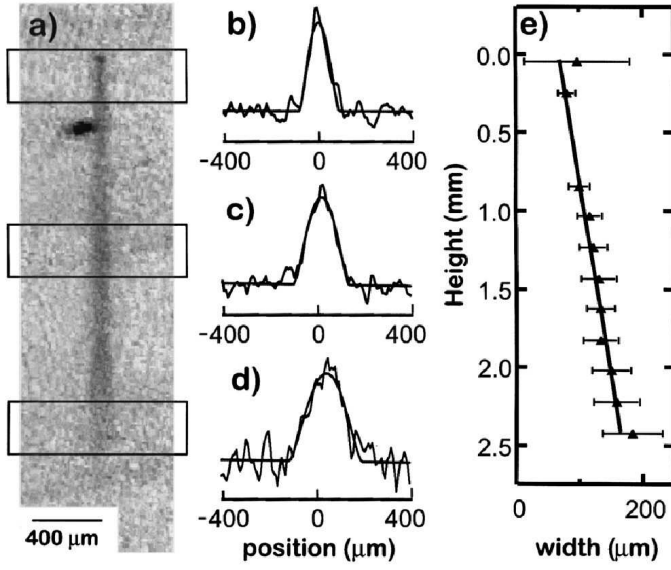 a)
400 µm
b)
-400 0 400
c)
-400 0 400
d)
-400 0 400
position (µm)
e)
0.0
0.5
1.0
1.5
2.0
2.5
Height (mm)
0 200
width (µm)